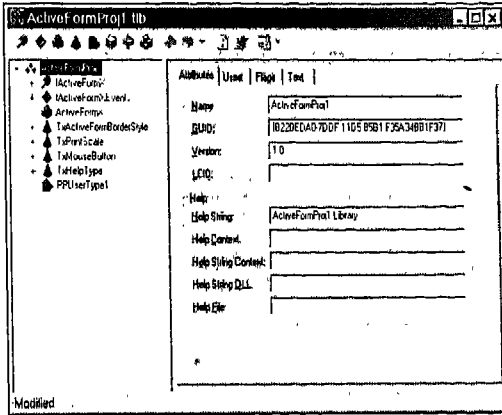 ActiveFormProj1.tlb
IActiveFormX
IActiveFormXEvents
ActiveFormX
TxActiveFormBorderStyle
TxPrintScale
TxMouseButton
TxHelpType
PPUserType1
Attributes Uses Flags Text
Name: ActiveFormProj1
GUID:
Version: 1.0
LCID:
Help
Help String: ActiveFormProj1 Library
Help Context:
Help String Context:
Help String DLL:
Help File:
Modified